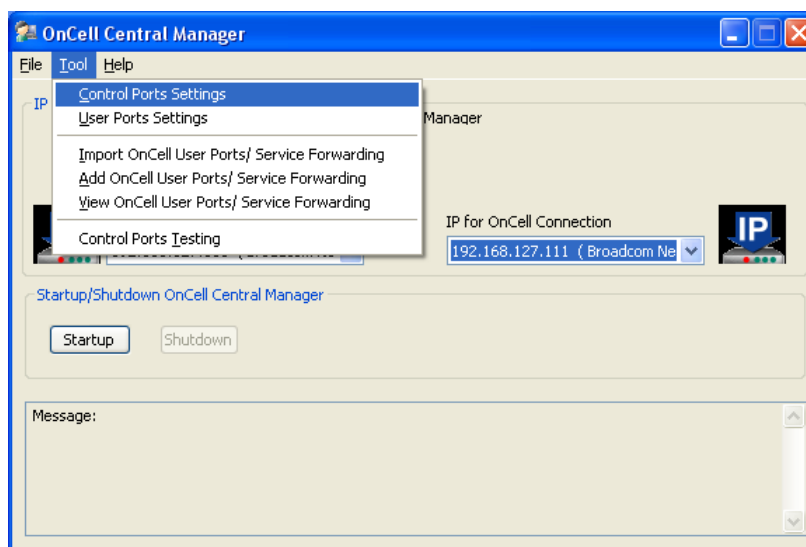 OnCell Central Manager
File Tool Help
Control Ports Settings
User Ports Settings
Import OnCell User Ports/ Service Forwarding
Add OnCell User Ports/ Service Forwarding
View OnCell User Ports/ Service Forwarding
Control Ports Testing
IP
Manager
IP for OnCell Connection
192.168.127.111 ( Broadcom Ne
IP
Startup/Shutdown OnCell Central Manager
Startup Shutdown
Message: